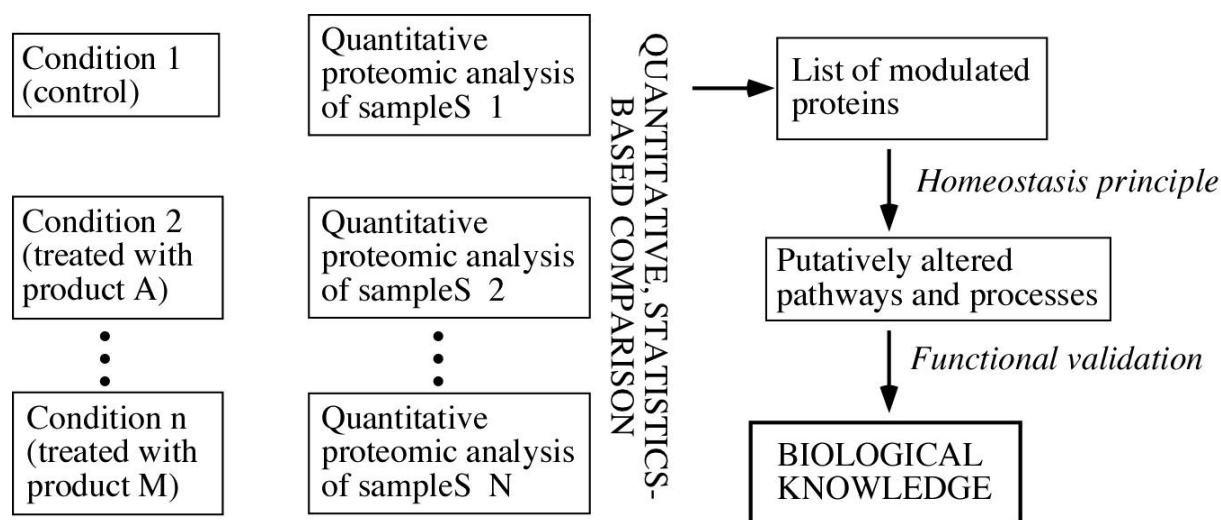 Condition 1
(control)
Quantitative
proteomic analysis
of sampleS 1
Condition 2
(treated with
product A)
Quantitative
proteomic analysis
of sampleS 2
Condition n
(treated with
product M)
Quantitative
proteomic analysis
of sampleS N
QUANTITATIVE, STATISTICS-
BASED COMPARISON
List of modulated
proteins
Homeostasis principle
Putatively altered
pathways and processes
Functional validation
BIOLOGICAL
KNOWLEDGE